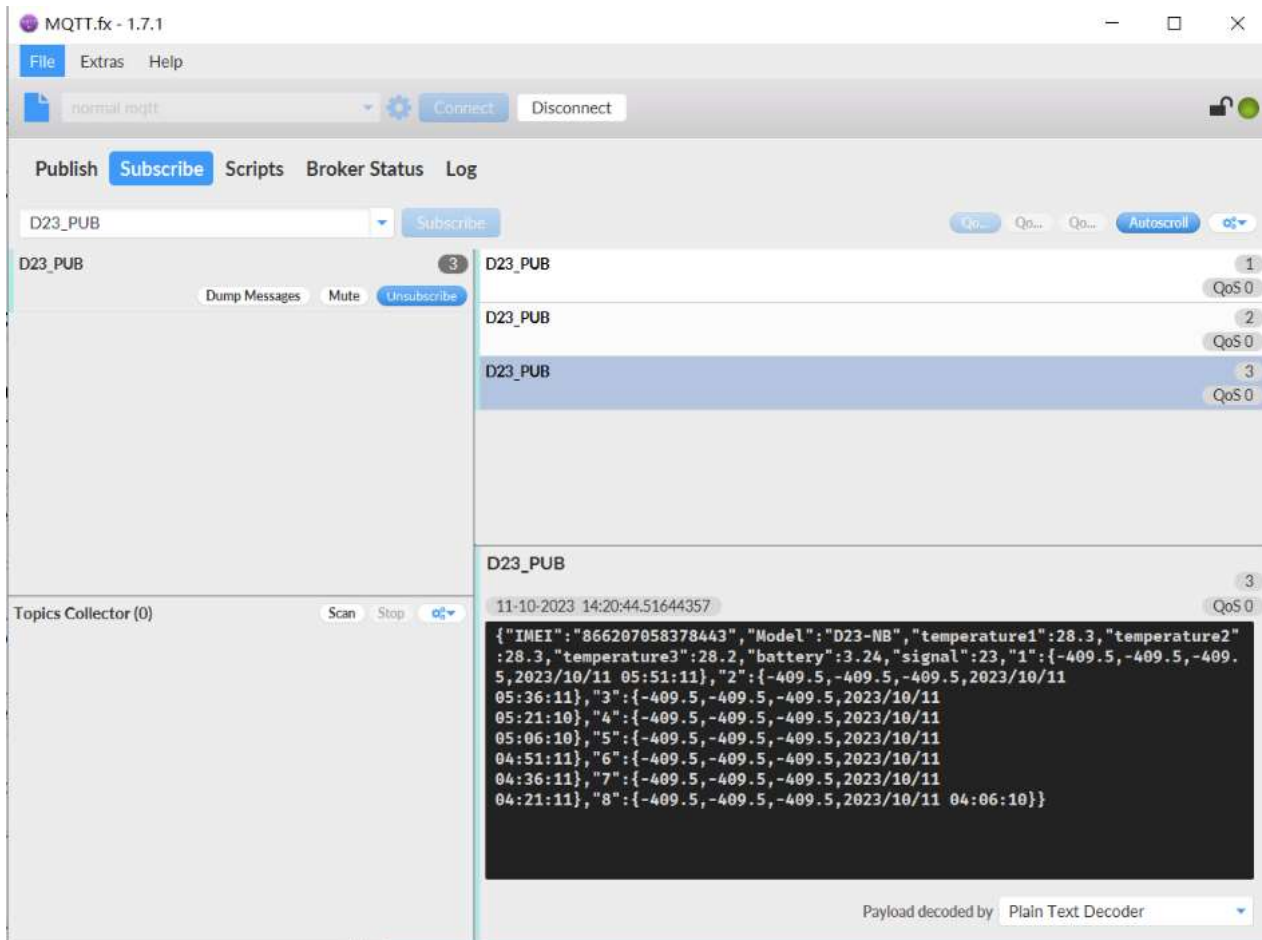 MQTT.fx - 1.7.1
File Extras Help
normal mqtt Connect Disconnect
Publish Subscribe Scripts Broker Status Log
D23_PUB Subscribe Qo... Qo... Qo... Autoscroll
D23_PUB 3
Dump Messages Mute Unsubscribe
D23_PUB 1
QoS 0
D23_PUB 2
QoS 0
D23_PUB 3
QoS 0
Topics Collector (0) Scan Stop
D23_PUB
3
11-10-2023 14:20:44.51644357 QoS 0
{"IMEI":"866207058378443","Model":"D23-NB","temperature1":28.3,"temperature2"
:28.3,"temperature3":28.2,"battery":3.24,"signal":23,"1":{-409.5,-409.5,-409.
5,2023/10/11 05:51:11},"2":{-409.5,-409.5,-409.5,2023/10/11
05:36:11},"3":{-409.5,-409.5,-409.5,2023/10/11
05:21:10},"4":{-409.5,-409.5,-409.5,2023/10/11
05:06:10},"5":{-409.5,-409.5,-409.5,2023/10/11
04:51:11},"6":{-409.5,-409.5,-409.5,2023/10/11
04:36:11},"7":{-409.5,-409.5,-409.5,2023/10/11
04:21:11},"8":{-409.5,-409.5,-409.5,2023/10/11 04:06:10}}
Payload decoded by Plain Text Decoder